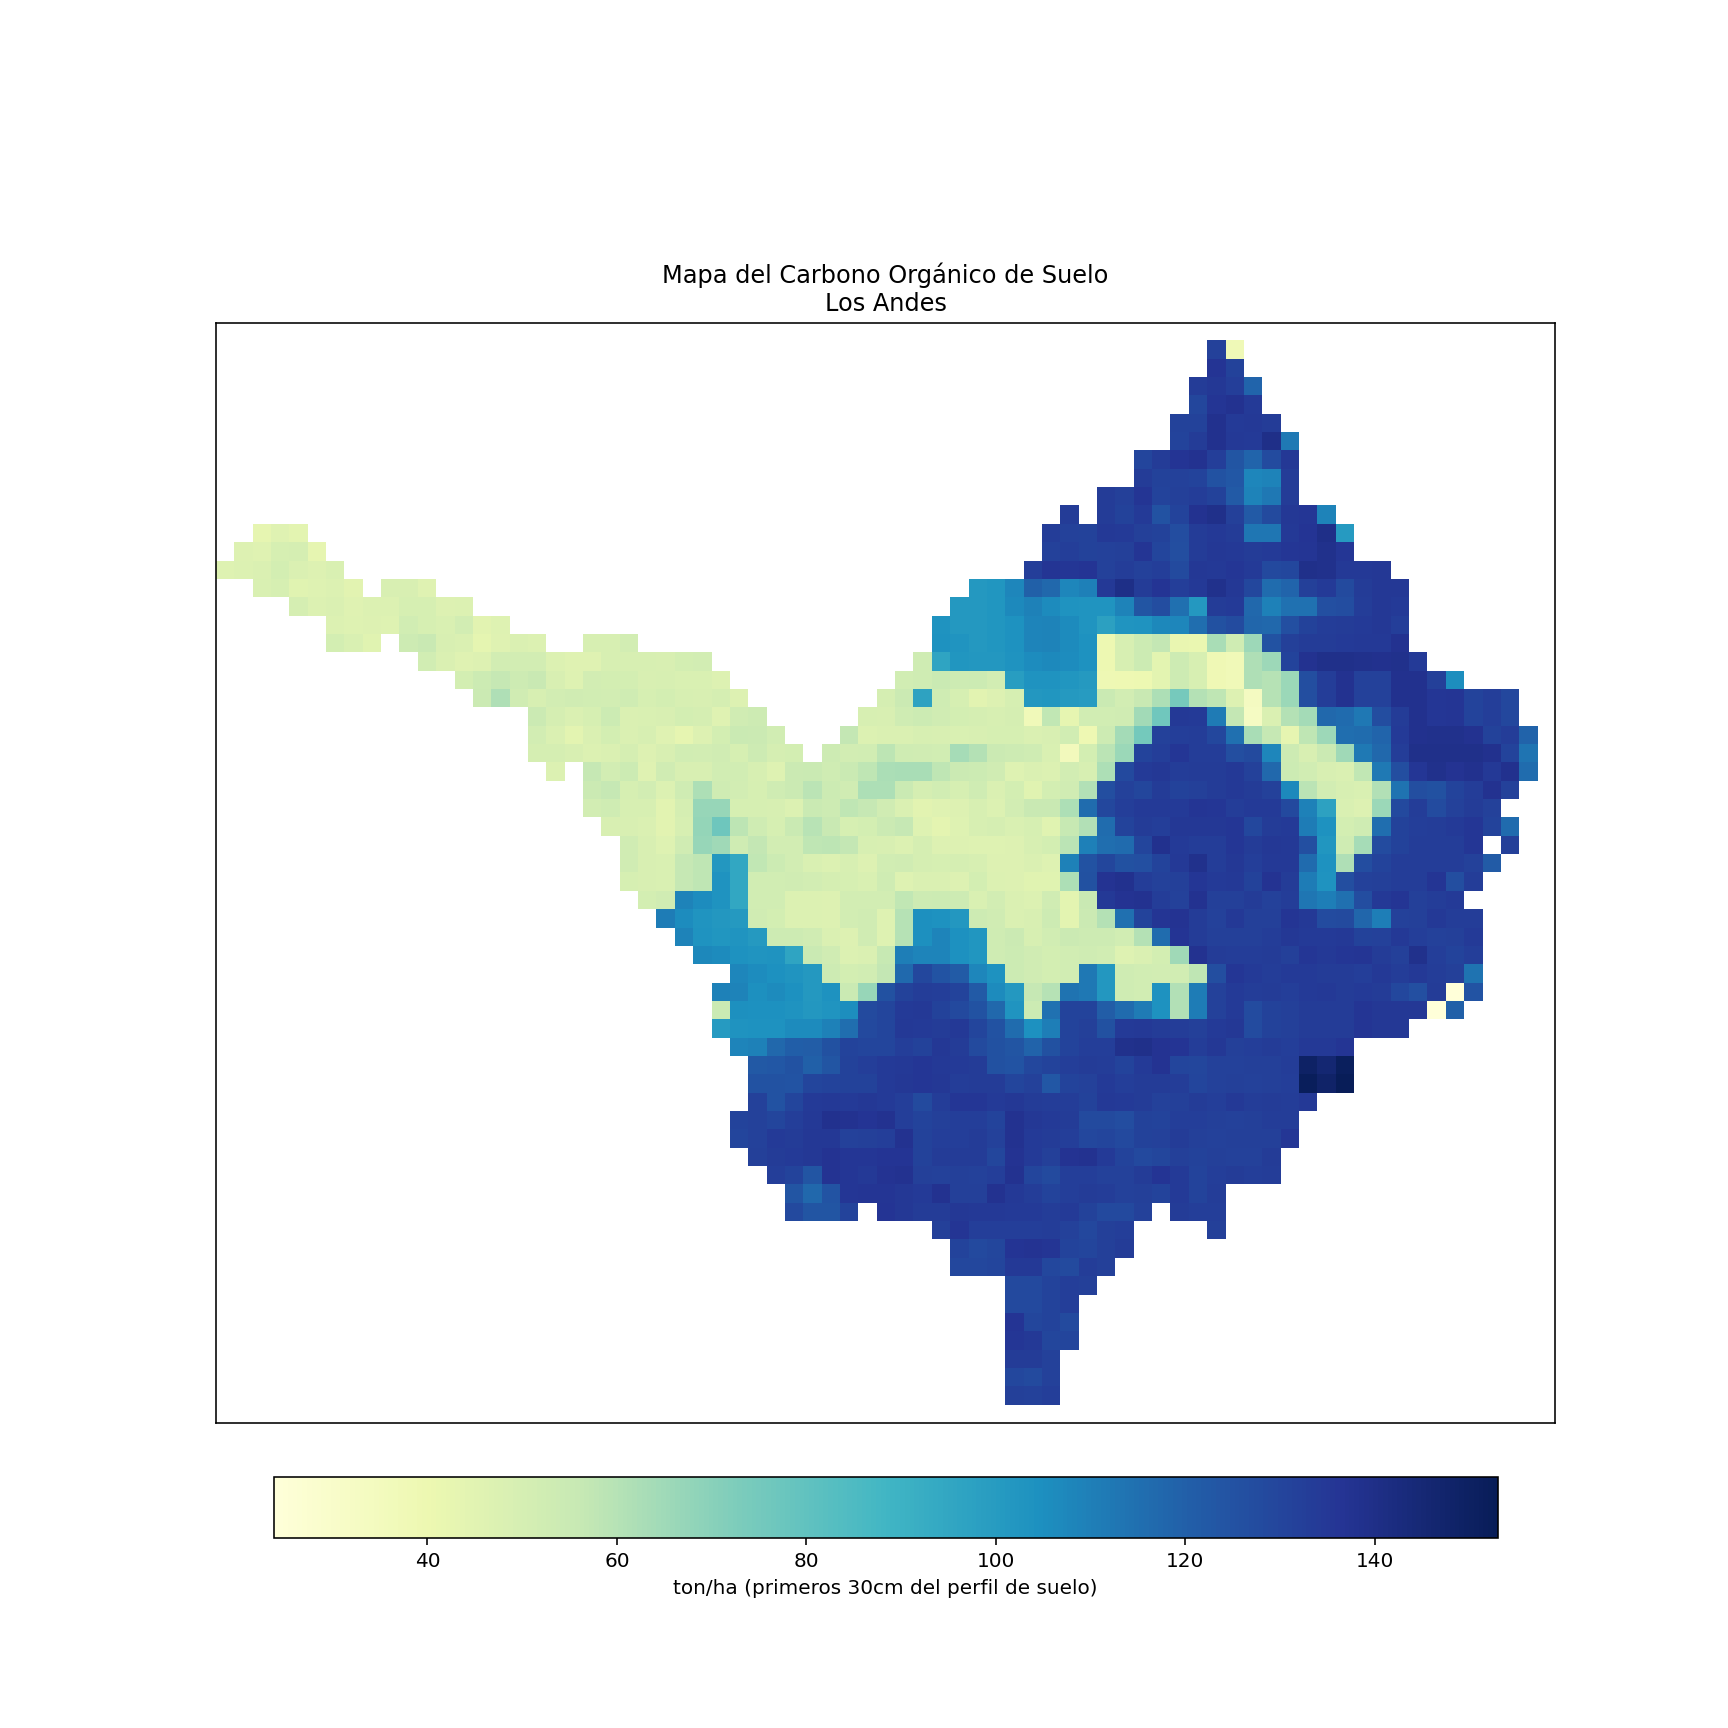 Mapa del Carbono Orgánico de Suelo
Los Andes
40 60 80 100 120 140
ton/ha (primeros 30cm del perfil de suelo)